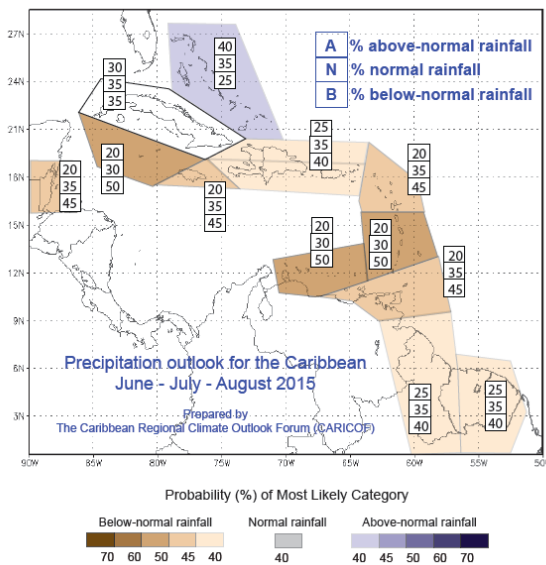 27N
24N
21N
18N
15N
12N
9N
6N
3N
A % above-normal rainfall
N % normal rainfall
B % below-normal rainfall
40
35
25
30
35
35
25
35
40
20
30
50
20
35
45
20
35
45
20
35
45
20
30
50
20
30
50
20
35
45
25
35
40
25
35
40
Precipitation outlook for the Caribbean
June - July - August 2015
Prepared by
The Caribbean Regional Climate Outlook Forum (CARICOF)
90W 85W 80W 75W 70W 65W 60W 55W 50
Probability (%) of Most Likely Category
Below-normal rainfall Normal rainfall Above-normal rainfall
70 60 50 45 40 40 40 45 50 60 70